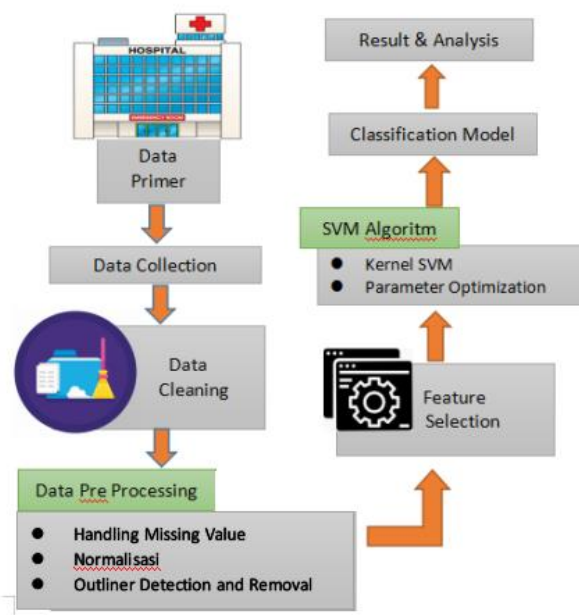 HOSPITAL
EMERGENCY ROOM
Data
Primer
Data Collection
Data
Cleaning
Data Pre Processing
● Handling Missing Value
● Normalisasi
● Outliner Detection and Removal
Feature
Selection
SVM Algoritm
● Kernel SVM
● Parameter Optimization
Classification Model
Result & Analysis